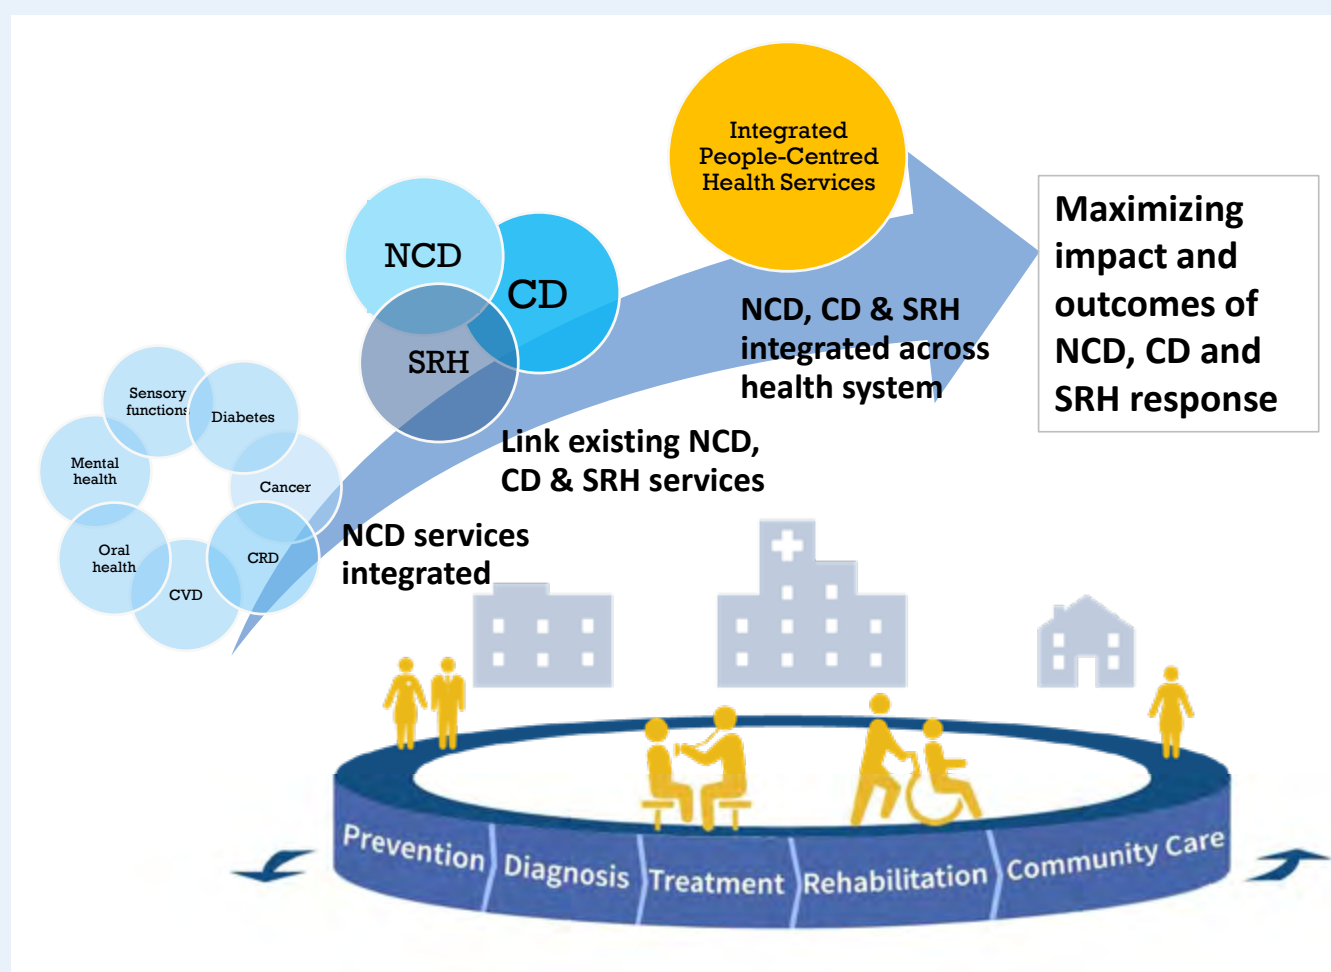 Integrated
People-Centred
Health Services
Maximizing
impact and
outcomes of
NCD, CD and
SRH response
NCD
CD
SRH
NCD, CD & SRH
integrated across
health system
Link existing NCD,
CD & SRH services
NCD services
integrated
Sensory
functions
Diabetes
Mental
health
Cancer
Oral
health
CRD
CVD
Prevention
Diagnosis
Treatment
Rehabilitation
Community Care